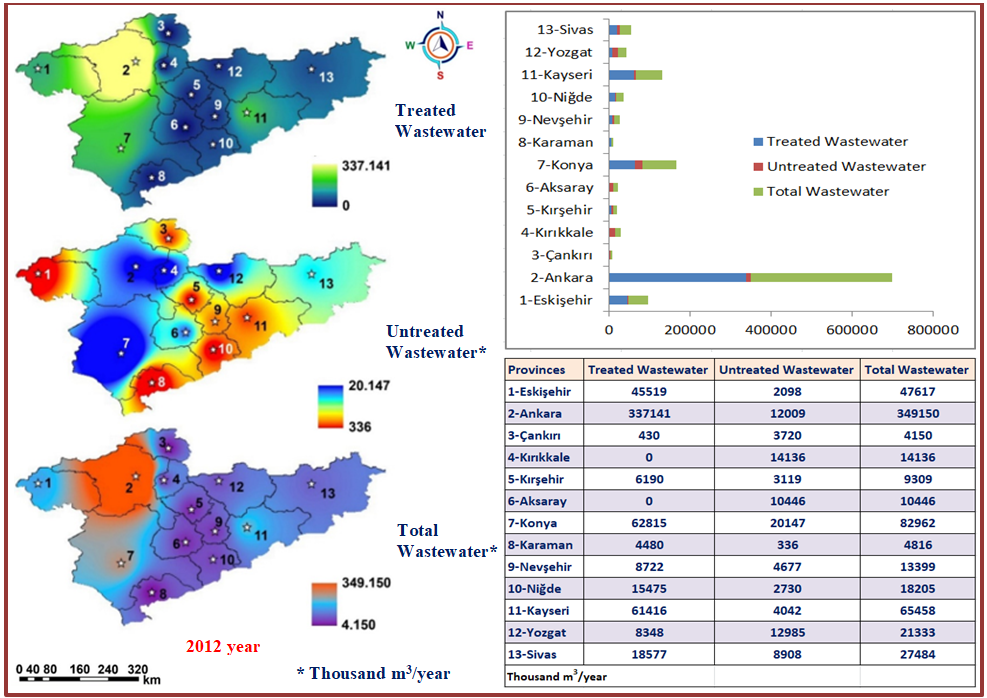 N
W
E
S
1
2
3
4
5
6
7
8
9
10
11
12
13
Treated
Wastewater
337.141
0
1
2
3
4
5
6
7
8
9
10
11
12
13
Untreated
Wastewater*
20.147
336
1
2
3
4
5
6
7
8
9
10
11
12
13
Total
Wastewater*
349.150
4.150
2012 year
0 40 80 160 240 320
km
* Thousand m³/year
13-Sivas
12-Yozgat
11-Kayseri
10-Niğde
9-Nevşehir
8-Karaman
7-Konya
6-Aksaray
5-Kırşehir
4-Kırıkkale
3-Çankırı
2-Ankara
1-Eskişehir
0 200000 400000 600000 800000
Treated Wastewater
Untreated Wastewater
Total Wastewater
Provinces Treated Wastewater Untreated Wastewater Total Wastewater
1-Eskişehir 45519 2098 47617
2-Ankara 337141 12009 349150
3-Çankırı 430 3720 4150
4-Kırıkkale 0 14136 14136
5-Kırşehir 6190 3119 9309
6-Aksaray 0 10446 10446
7-Konya 62815 20147 82962
8-Karaman 4480 336 4816
9-Nevşehir 8722 4677 13399
10-Niğde 15475 2730 18205
11-Kayseri 61416 4042 65458
12-Yozgat 8348 12985 21333
13-Sivas 18577 8908 27484
Thousand m³/year